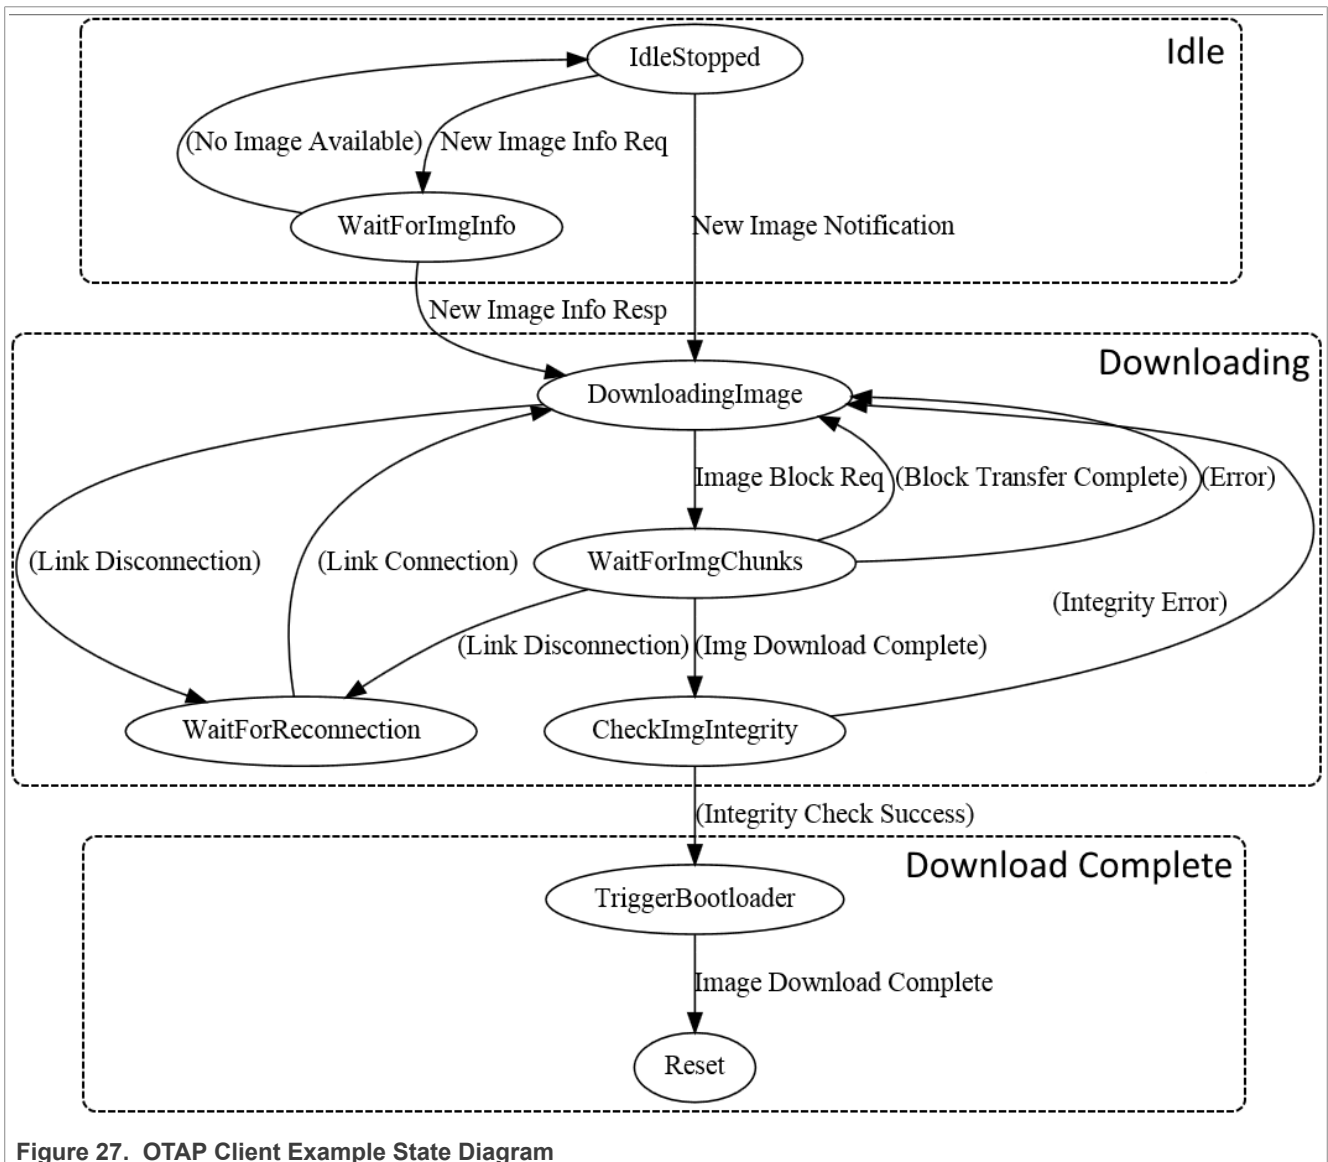 Idle
IdleStopped
(No Image Available)
New Image Info Req
WaitForImgInfo
New Image Notification
New Image Info Resp
Downloading
DownloadingImage
Image Block Req
(Block Transfer Complete)
(Error)
(Link Disconnection)
(Link Connection)
WaitForImgChunks
(Integrity Error)
(Link Disconnection)
(Img Download Complete)
WaitForReconnection
CheckImgIntegrity
(Integrity Check Success)
Download Complete
TriggerBootloader
Image Download Complete
Reset
Figure 27. OTAP Client Example State Diagram